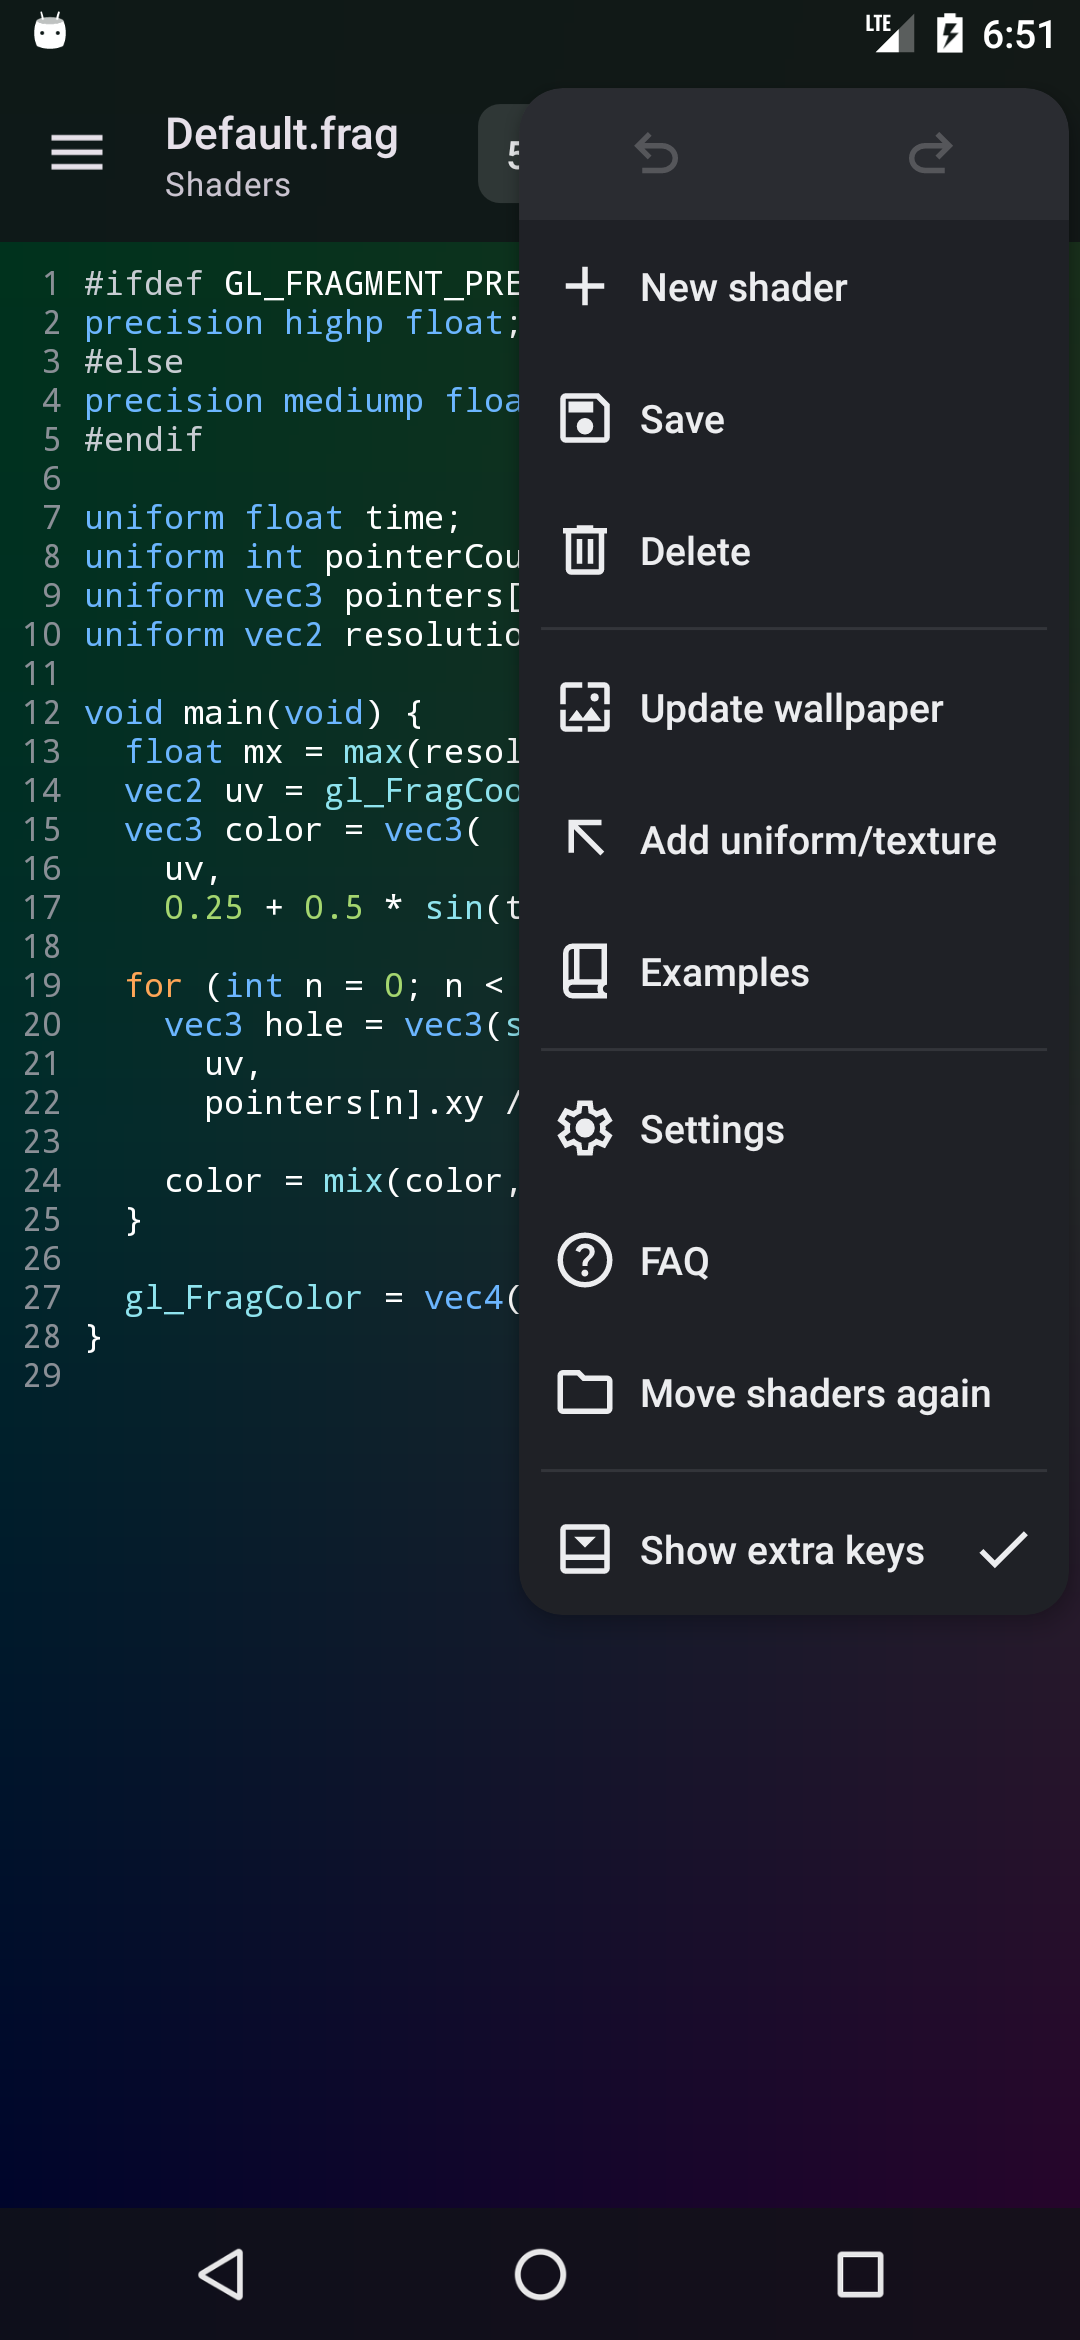 LTE 6:51
Default.frag
Shaders
5
New shader
Save
Delete
Update wallpaper
Add uniform/texture
Examples
Settings
FAQ
Move shaders again
Show extra keys
1 #ifdef GL_FRAGMENT_PRE
2 precision highp float;
3 #else
4 precision mediump floa
5 #endif
6
7 uniform float time;
8 uniform int pointerCou
9 uniform vec3 pointers[
10 uniform vec2 resolutio
11
12 void main(void) {
13 float mx = max(resol
14 vec2 uv = gl_FragCoo
15 vec3 color = vec3(
16 uv,
17 0.25 + 0.5 * sin(t
18
19 for (int n = 0; n <
20 vec3 hole = vec3(s
21 uv,
22 pointers[n].xy /
23
24 color = mix(color,
25 }
26
27 gl_FragColor = vec4(
28 }
29